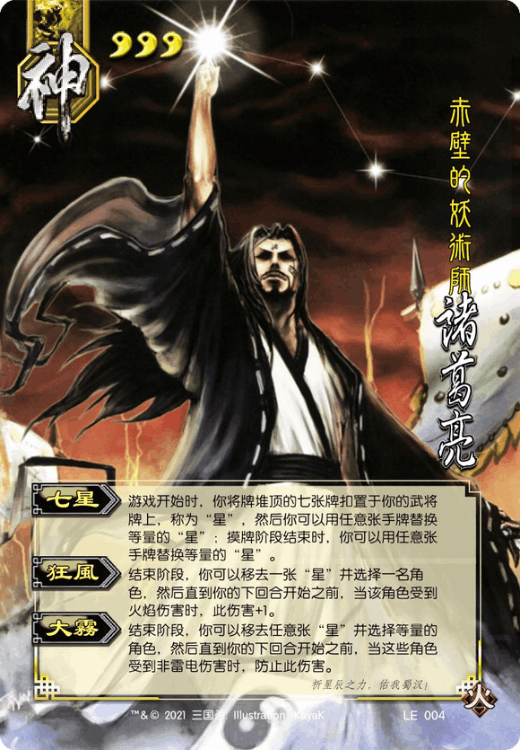 神
赤壁的妖術師
諸葛亮
七星
游戏开始时，你将牌堆顶的七张牌扣置于你的武将
牌上，称为“星”，然后你可以用任意张手牌替换
等量的“星”；摸牌阶段结束时，你可以用任意张
手牌替换等量的“星”。
狂風
结束阶段，你可以移去一张“星”并选择一名角
色，然后直到你的下回合开始之前，当该角色受到
火焰伤害时，此伤害+1。
大霧
结束阶段，你可以移去任意张“星”并选择等量的
角色，然后直到你的下回合开始之前，当这些角色
受到非雷电伤害时，防止此伤害。
祈星辰之力，佑我蜀汉！
™&© 2021 三国杀. Illustration: KayaK
LE 004
火